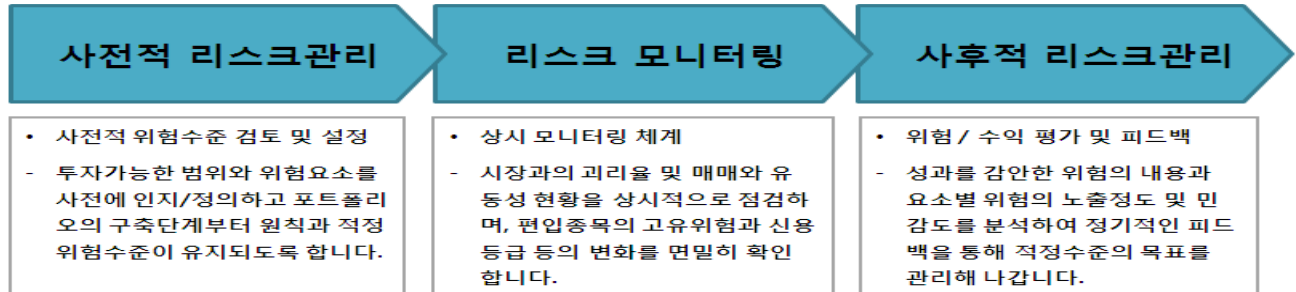 사전적 리스크관리
리스크 모니터링
사후적 리스크관리
• 사전적 위험수준 검토 및 설정
- 투자가능한 범위와 위험요소를
사전에 인지/정의하고 포트폴리
오의 구축단계부터 원칙과 적정
위험수준이 유지되도록 합니다.
• 상시 모니터링 체계
- 시장과의 괴리율 및 매매와 유
동성 현황을 상시적으로 점검하
며, 편입종목의 고유위험과 신용
등급 등의 변화를 면밀히 확인
합니다.
• 위험 / 수익 평가 및 피드백
- 성과를 감안한 위험의 내용과
요소별 위험의 노출정도 및 민
감도를 분석하여 정기적인 피드
백을 통해 적정수준의 목표를
관리해 나갑니다.